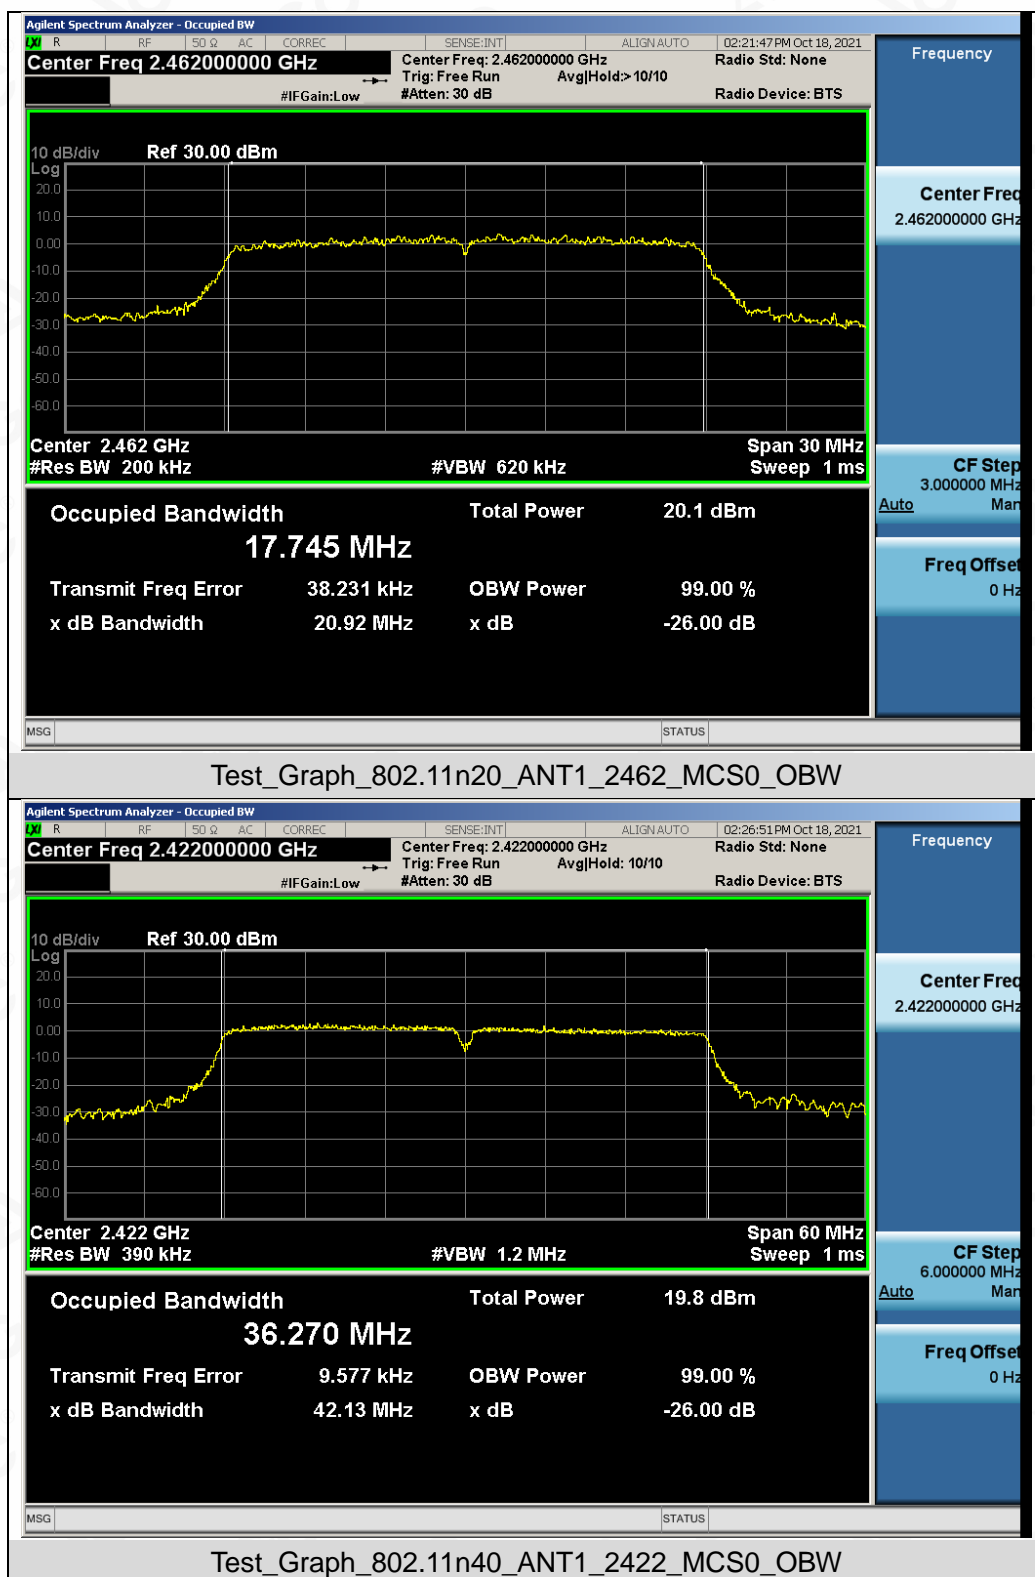 Agilent Spectrum Analyzer - Occupied BW
LXI R RF 50 Ω AC CORREC SENSE:INT ALIGN AUTO 02:21:47 PM Oct 18, 2021
Center Freq 2.462000000 GHz
Center Freq: 2.462000000 GHz
Radio Std: None
Trig: Free Run Avg|Hold:> 10/10
#IFGain:Low #Atten: 30 dB Radio Device: BTS
Frequency
10 dB/div Ref 30.00 dBm
Log
20.0
10.0
0.00
-10.0
-20.0
-30.0
-40.0
-50.0
-60.0
Center Freq
2.462000000 GHz
Center 2.462 GHz Span 30 MHz
#Res BW 200 kHz #VBW 620 kHz Sweep 1 ms
CF Step
3.000000 MHz
Auto Man
Occupied Bandwidth Total Power 20.1 dBm
17.745 MHz
Freq Offset
0 Hz
Transmit Freq Error 38.231 kHz OBW Power 99.00 %
x dB Bandwidth 20.92 MHz x dB -26.00 dB
MSG STATUS
Test_Graph_802.11n20_ANT1_2462_MCS0_OBW
Agilent Spectrum Analyzer - Occupied BW
LXI R RF 50 Ω AC CORREC SENSE:INT ALIGN AUTO 02:26:51 PM Oct 18, 2021
Center Freq 2.422000000 GHz
Center Freq: 2.422000000 GHz
Radio Std: None
Trig: Free Run Avg|Hold: 10/10
#IFGain:Low #Atten: 30 dB Radio Device: BTS
Frequency
10 dB/div Ref 30.00 dBm
Log
20.0
10.0
0.00
-10.0
-20.0
-30.0
-40.0
-50.0
-60.0
Center Freq
2.422000000 GHz
Center 2.422 GHz Span 60 MHz
#Res BW 390 kHz #VBW 1.2 MHz Sweep 1 ms
CF Step
6.000000 MHz
Auto Man
Occupied Bandwidth Total Power 19.8 dBm
36.270 MHz
Freq Offset
0 Hz
Transmit Freq Error 9.577 kHz OBW Power 99.00 %
x dB Bandwidth 42.13 MHz x dB -26.00 dB
MSG STATUS
Test_Graph_802.11n40_ANT1_2422_MCS0_OBW